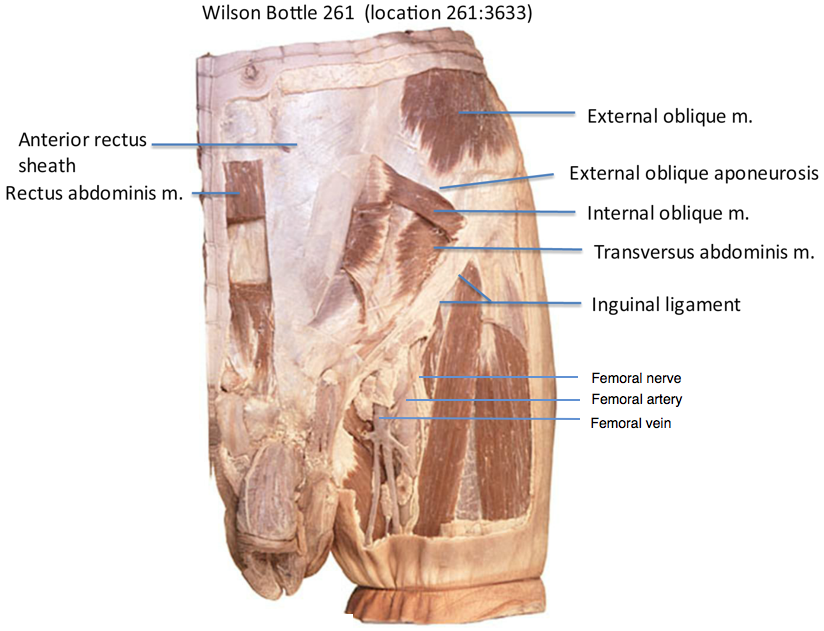 Wilson Bottle 261 (location 261:3633)
External oblique m.
Anterior rectus
sheath
External oblique aponeurosis
Rectus abdominis m.
Internal oblique m.
Transversus abdominis m.
Inguinal ligament
Femoral nerve
Femoral artery
Femoral vein